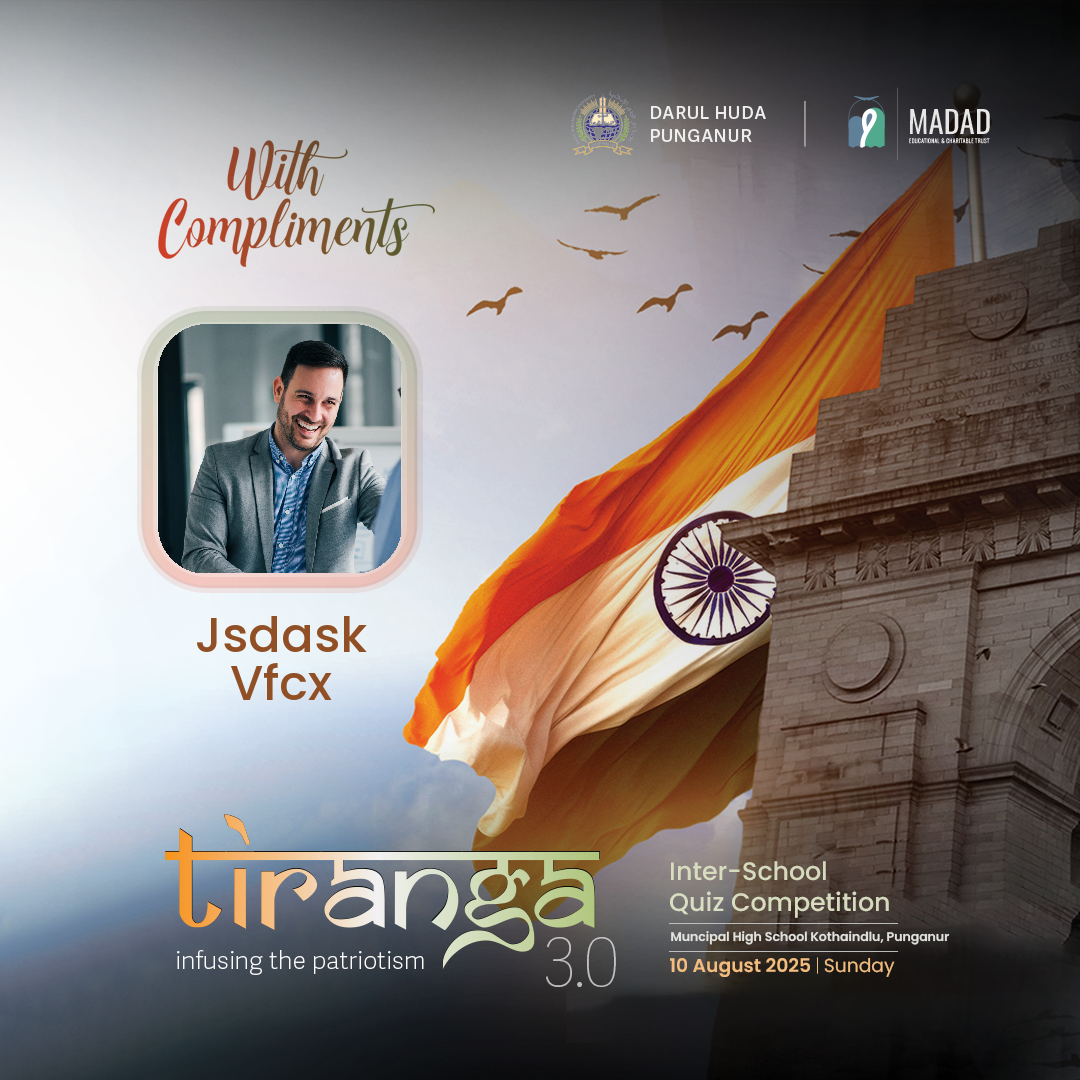 DARUL HUDA
PUNGANUR
MADAD
EDUCATIONAL & CHARITABLE TRUST
With
Compliments
Jsdask
Vfcx
tiranga
3.0
infusing the patriotism
Inter-School
Quiz Competition
Muncipal High School Kothaindlu, Punganur
10 August 2025 | Sunday